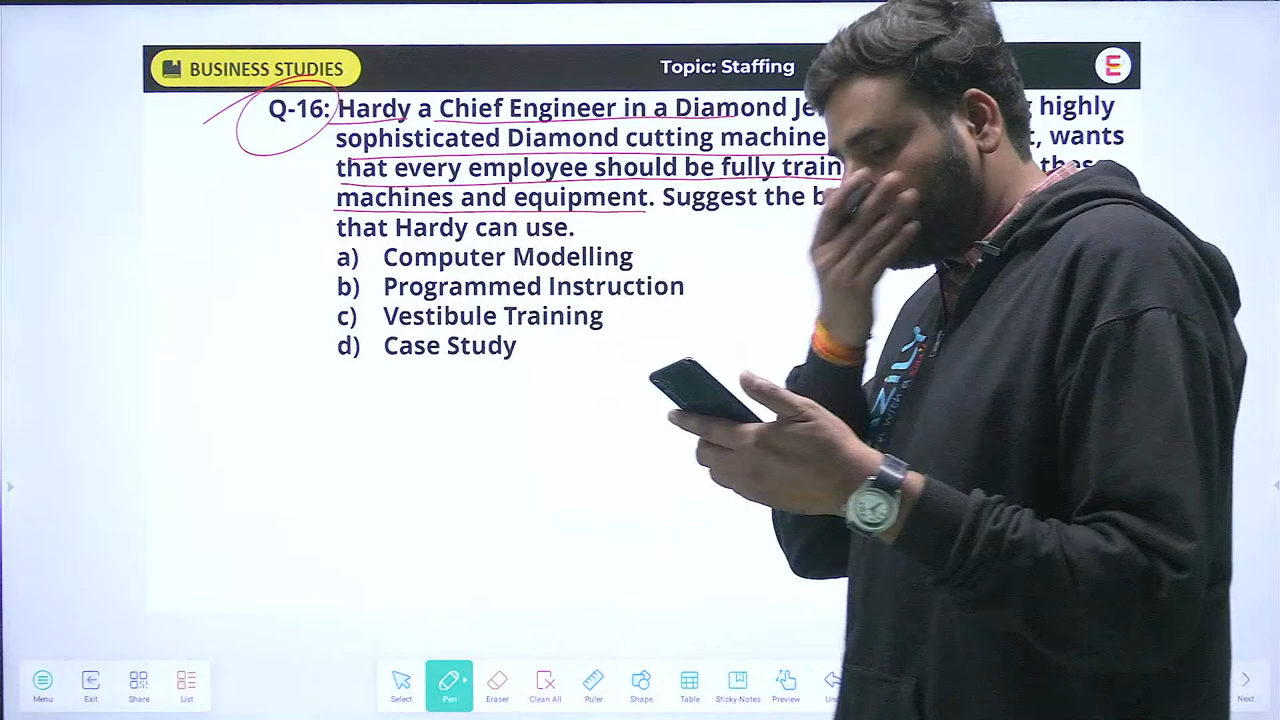 BUSINESS STUDIES
Topic: Staffing
Q-16: Hardy a Chief Engineer in a Diamond highly
sophisticated Diamond cutting machine wants
that every employee should be fully
machines and equipment. Suggest the
that Hardy can use.
a) Computer Modelling
b) Programmed Instruction
c) Vestibule Training
d) Case Study
Menu Exit Share List Select Pen Eraser Clean All Ruler Shape Table Sticky Notes Preview Next